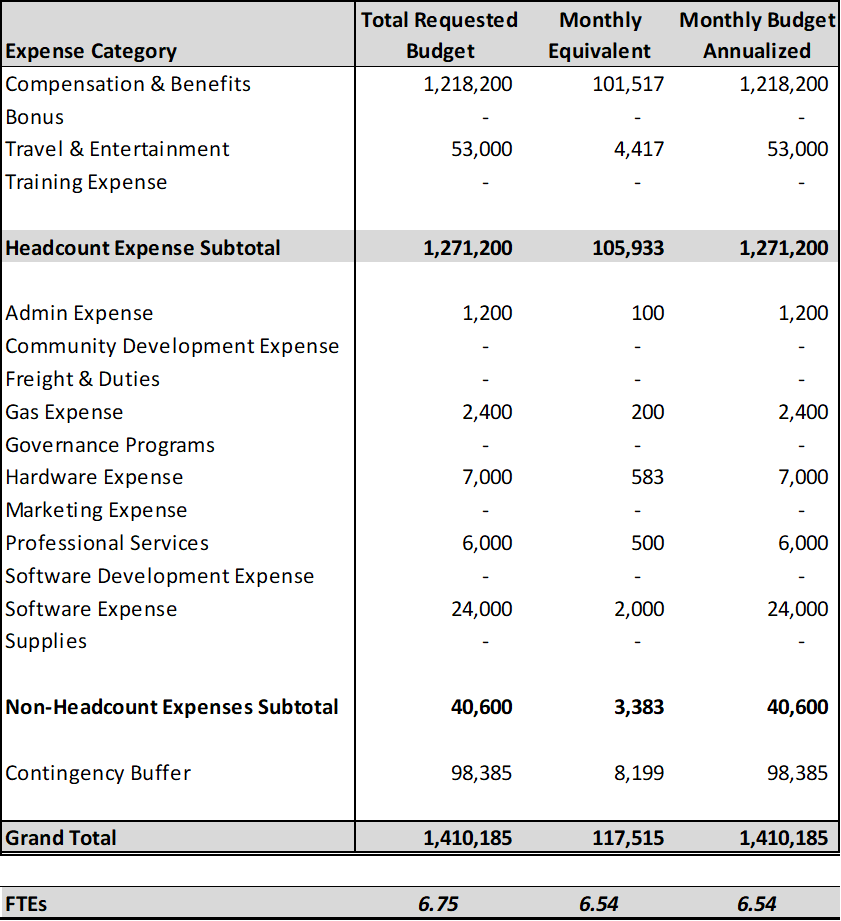 Expense Category Total Requested Budget Monthly Equivalent Monthly Budget Annualized
Compensation & Benefits 1,218,200 101,517 1,218,200
Bonus - - -
Travel & Entertainment 53,000 4,417 53,000
Training Expense - - -
Headcount Expense Subtotal 1,271,200 105,933 1,271,200
Admin Expense 1,200 100 1,200
Community Development Expense - - -
Freight & Duties - - -
Gas Expense 2,400 200 2,400
Governance Programs - - -
Hardware Expense 7,000 583 7,000
Marketing Expense - - -
Professional Services 6,000 500 6,000
Software Development Expense - - -
Software Expense 24,000 2,000 24,000
Supplies - - -
Non-Headcount Expenses Subtotal 40,600 3,383 40,600
Contingency Buffer 98,385 8,199 98,385
Grand Total 1,410,185 117,515 1,410,185
FTEs 6.75 6.54 6.54